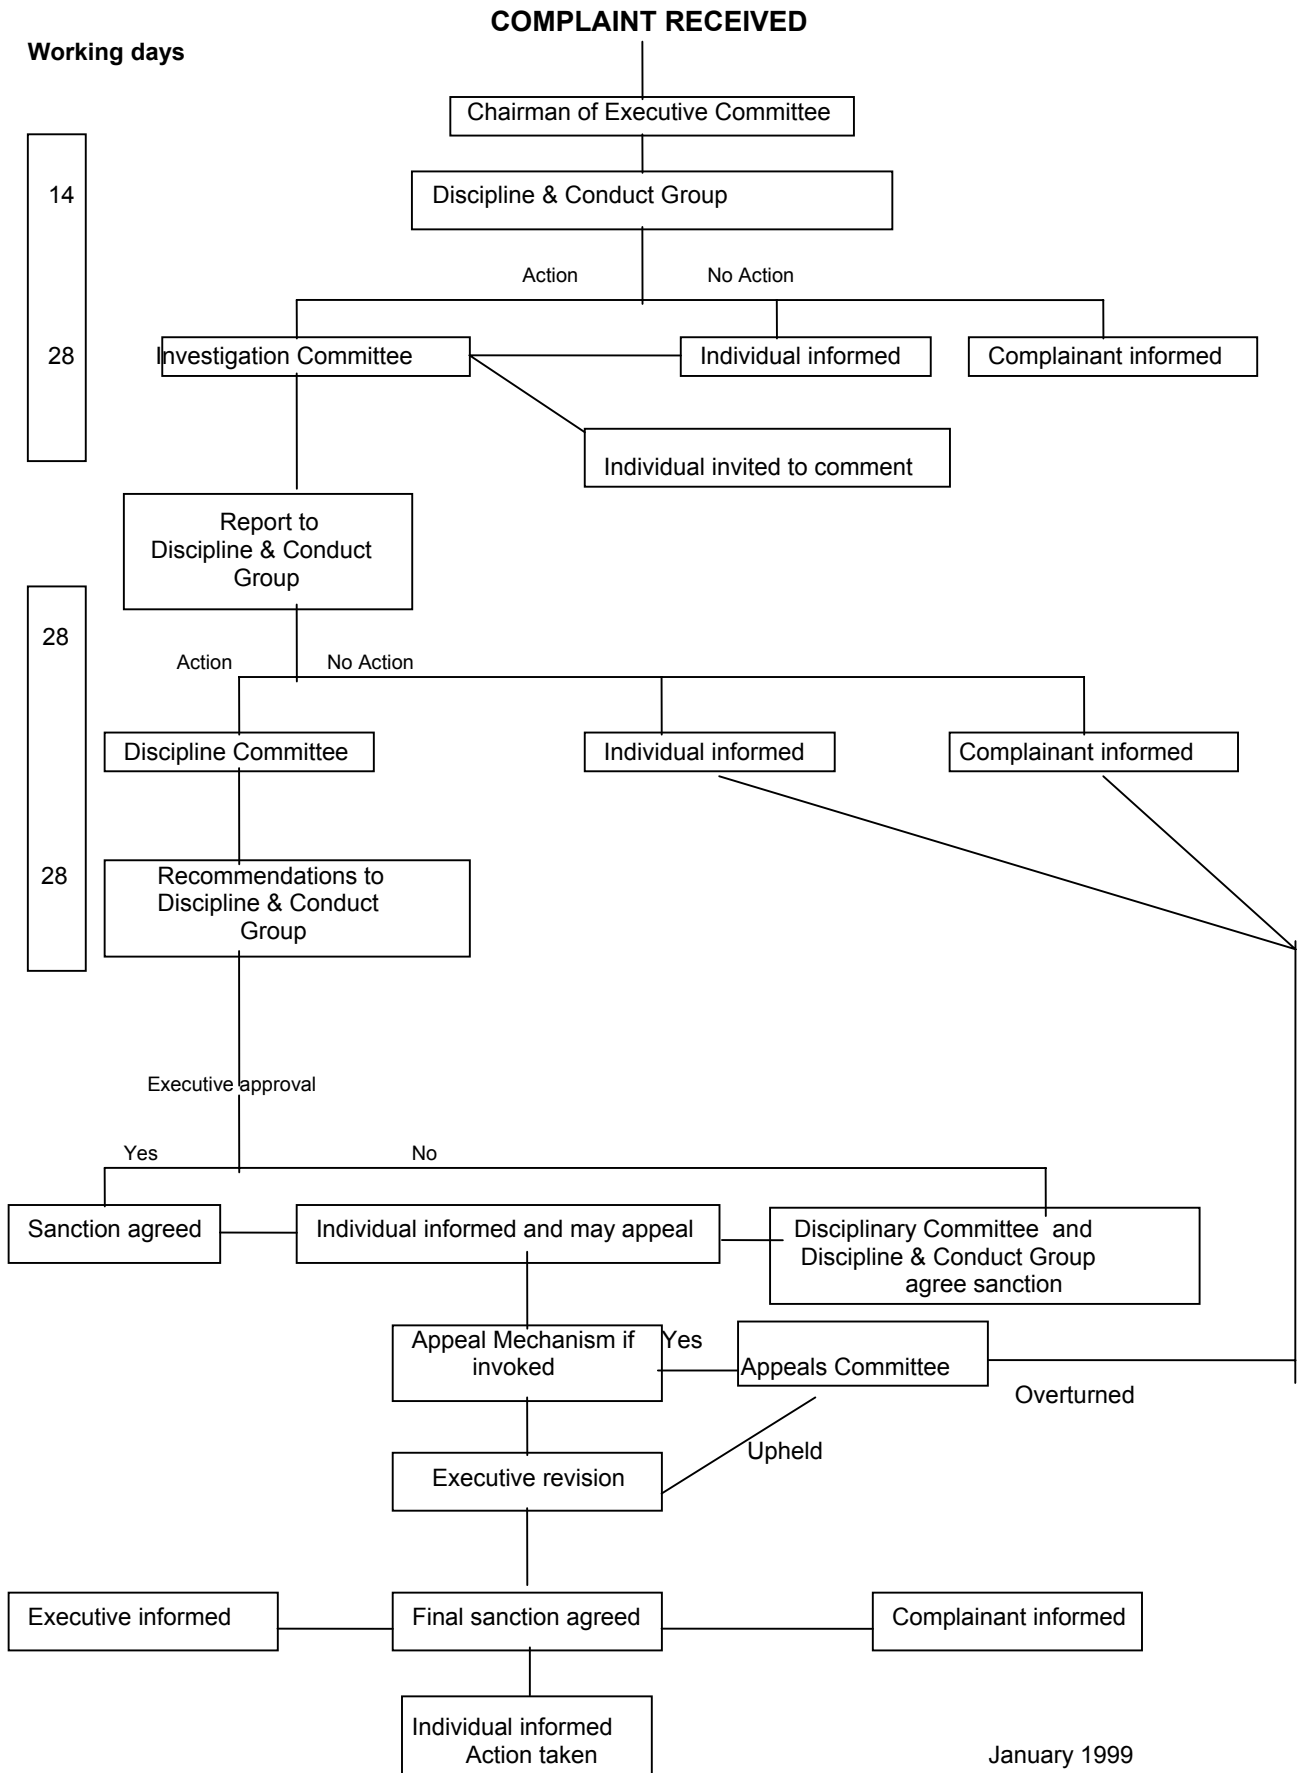 COMPLAINT RECEIVED
Working days
Chairman of Executive Committee
14
Discipline & Conduct Group
Action
No Action
28
Investigation Committee
Individual informed
Complainant informed
Individual invited to comment
Report to
Discipline & Conduct
Group
28
Action
No Action
Discipline Committee
Individual informed
Complainant informed
28
Recommendations to
Discipline & Conduct
Group
Executive approval
Yes
No
Sanction agreed
Individual informed and may appeal
Disciplinary Committee and
Discipline & Conduct Group
agree sanction
Appeal Mechanism if
invoked
Yes
Appeals Committee
Overturned
Upheld
Executive revision
Executive informed
Final sanction agreed
Complainant informed
Individual informed
Action taken
January 1999